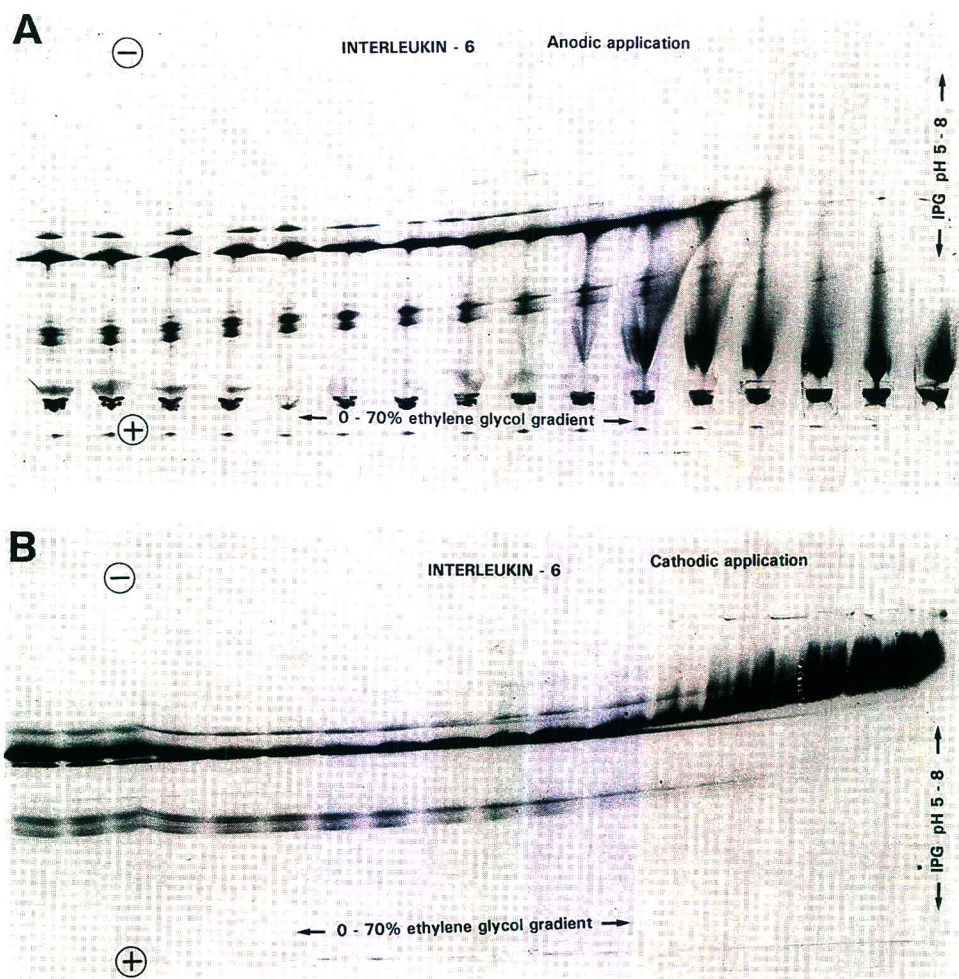 A
INTERLEUKIN - 6 Anodic application
−
IPG pH 5 - 8
0 - 70% ethylene glycol gradient
+
B
INTERLEUKIN - 6 Cathodic application
−
IPG pH 5 - 8
0 - 70% ethylene glycol gradient
+